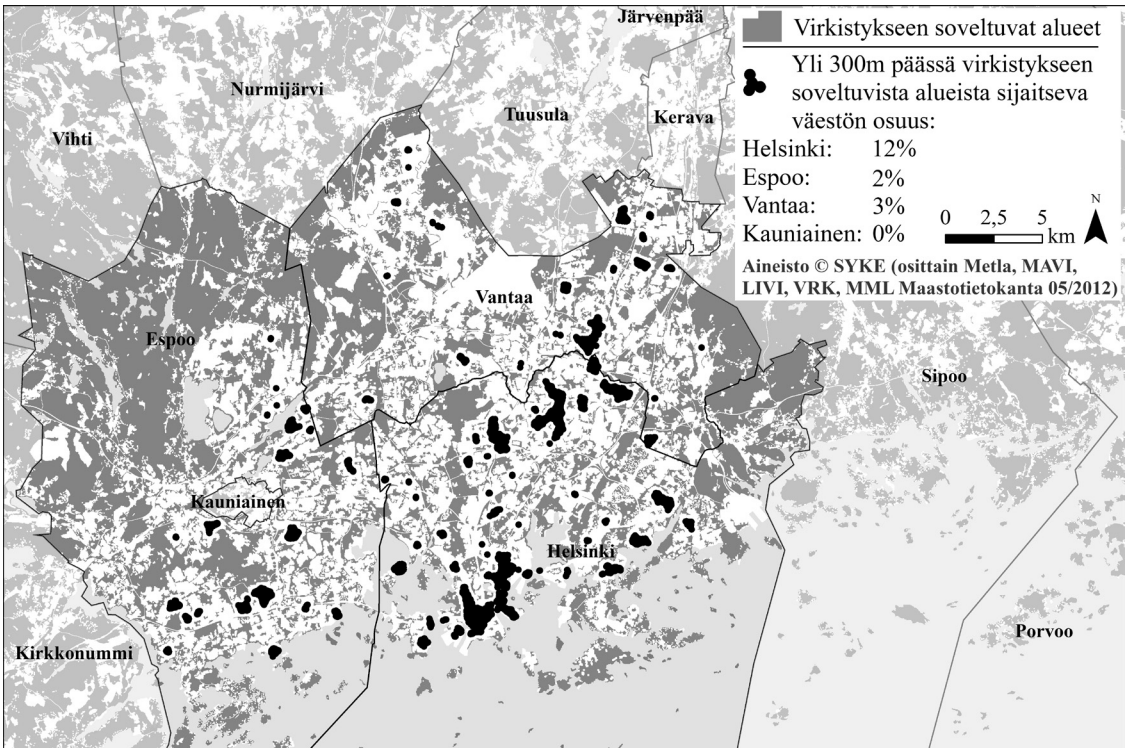 Virkistykseen soveltuvat alueet
Yli 300m päässä virkistykseen
soveltuvista alueista sijaitseva
väestön osuus:
Helsinki: 12%
Espoo: 2%
Vantaa: 3%
Kauniainen: 0%
0 2,5 5
km
N
Aineisto © SYKE (osittain Metla, MAVI,
LIVI, VRK, MML Maastotietokanta 05/2012)
Järvenpää
Nurmijärvi
Tuusula
Kerava
Vihti
Vantaa
Espoo
Sipoo
Kauniainen
Helsinki
Porvoo
Kirkkonummi